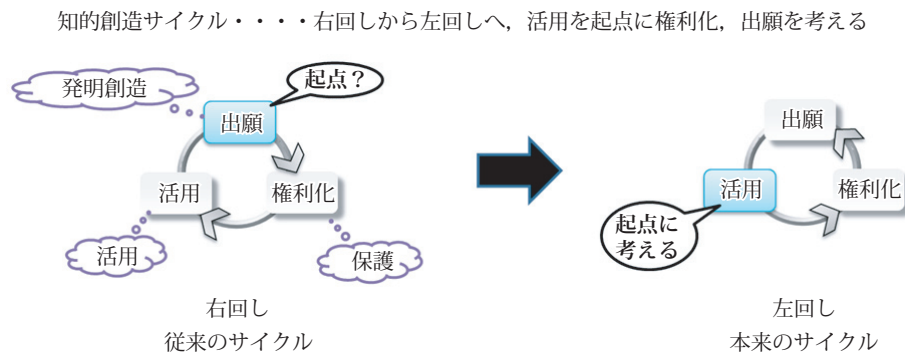 知的創造サイクル・・・・右回しから左回しへ，活用を起点に権利化，出願を考える
発明創造
起点？
出願
活用
権利化
活用
保護
右回し
従来のサイクル
出願
活用
権利化
起点に
考える
左回し
本来のサイクル